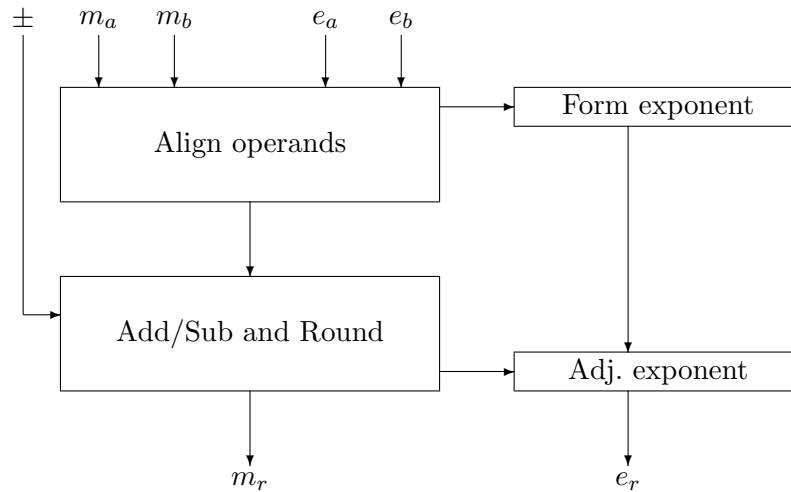 ± m_a m_b e_a e_b
Align operands
Form exponent
Add/Sub and Round
Adj. exponent
m_r e_r